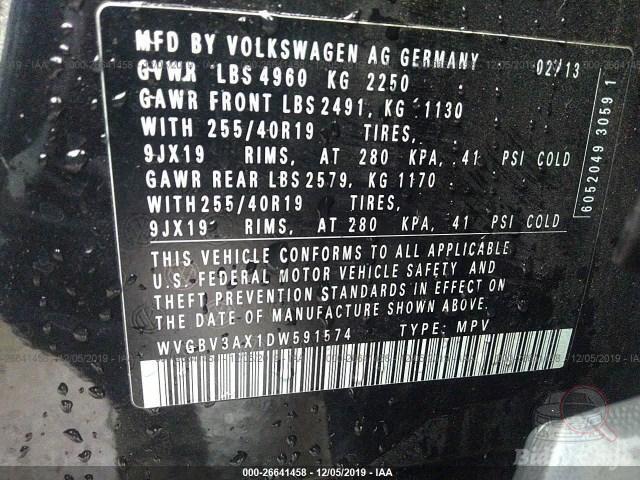 MFD BY VOLKSWAGEN AG GERMANY 02/13
GVWR LBS 4960 KG 2250
GAWR FRONT LBS 2491, KG 1130
WITH 255/40R19 TIRES,
9JX19 RIMS, AT 280 KPA, 41 PSI COLD
GAWR REAR LBS 2579, KG 1170
WITH 255/40R19 TIRES,
9JX19 RIMS, AT 280 KPA, 41 PSI COLD
6052049 3059 1
THIS VEHICLE CONFORMS TO ALL APPLICABLE
U.S. FEDERAL MOTOR VEHICLE SAFETY AND
THEFT PREVENTION STANDARDS IN EFFECT ON
THE DATE OF MANUFACTURE SHOWN ABOVE.
WVGBV3AX1DW591574 TYPE: MPV
000-26641458 - 12/05/2019 - IAA